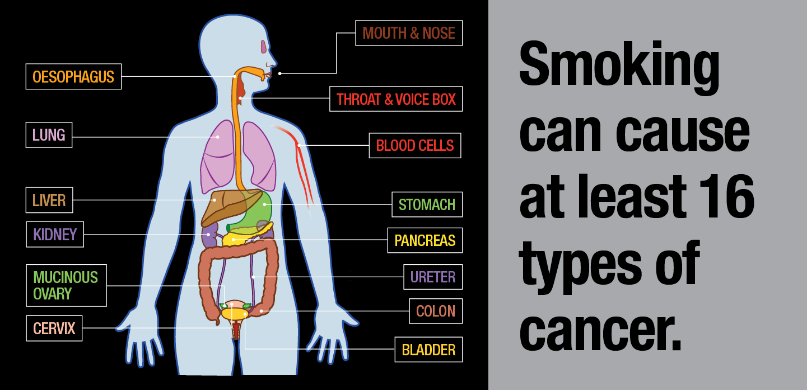 OESOPHAGUS
LUNG
LIVER
KIDNEY
MUCINOUS
OVARY
CERVIX
MOUTH & NOSE
THROAT & VOICE BOX
BLOOD CELLS
STOMACH
PANCREAS
URETER
COLON
BLADDER
Smoking
can cause
at least 16
types of
cancer.